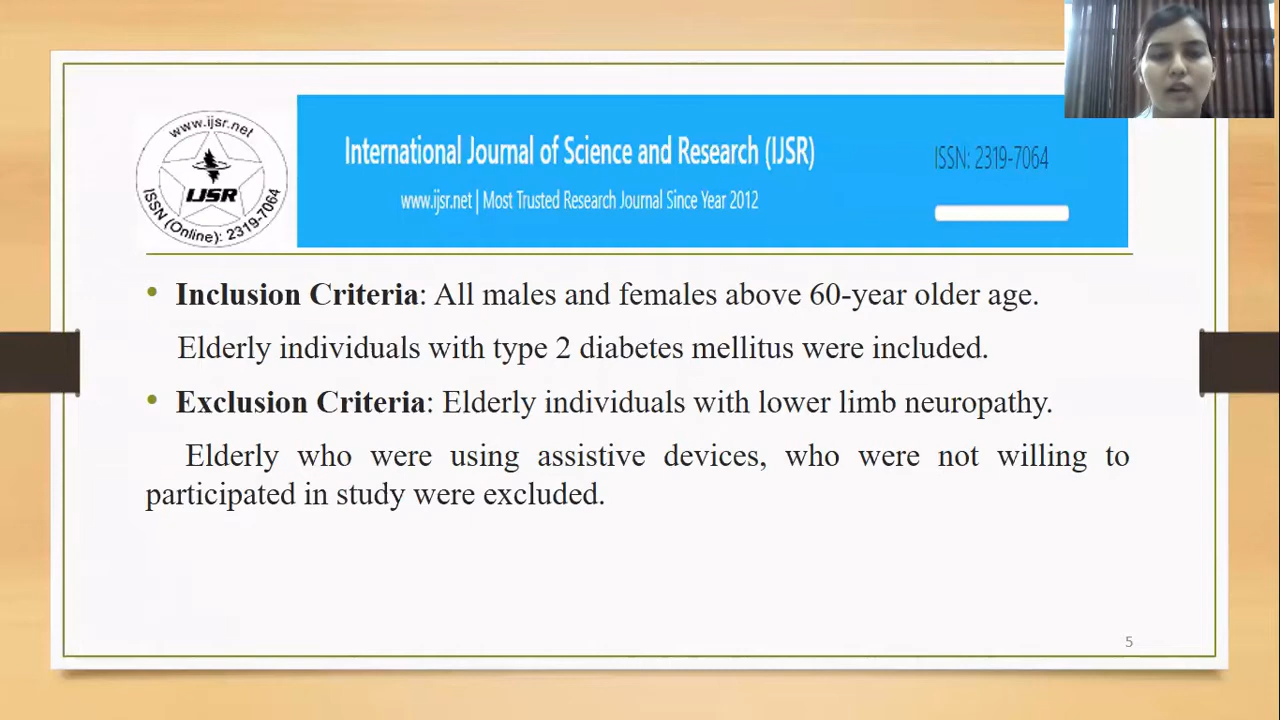 www.ijsr.net
IJSR
ISSN (Online): 2319-7064
International Journal of Science and Research (IJSR)
ISSN: 2319-7064
www.ijsr.net | Most Trusted Research Journal Since Year 2012
• Inclusion Criteria: All males and females above 60-year older age.
Elderly individuals with type 2 diabetes mellitus were included.
• Exclusion Criteria: Elderly individuals with lower limb neuropathy.
Elderly who were using assistive devices, who were not willing to
participated in study were excluded.
5